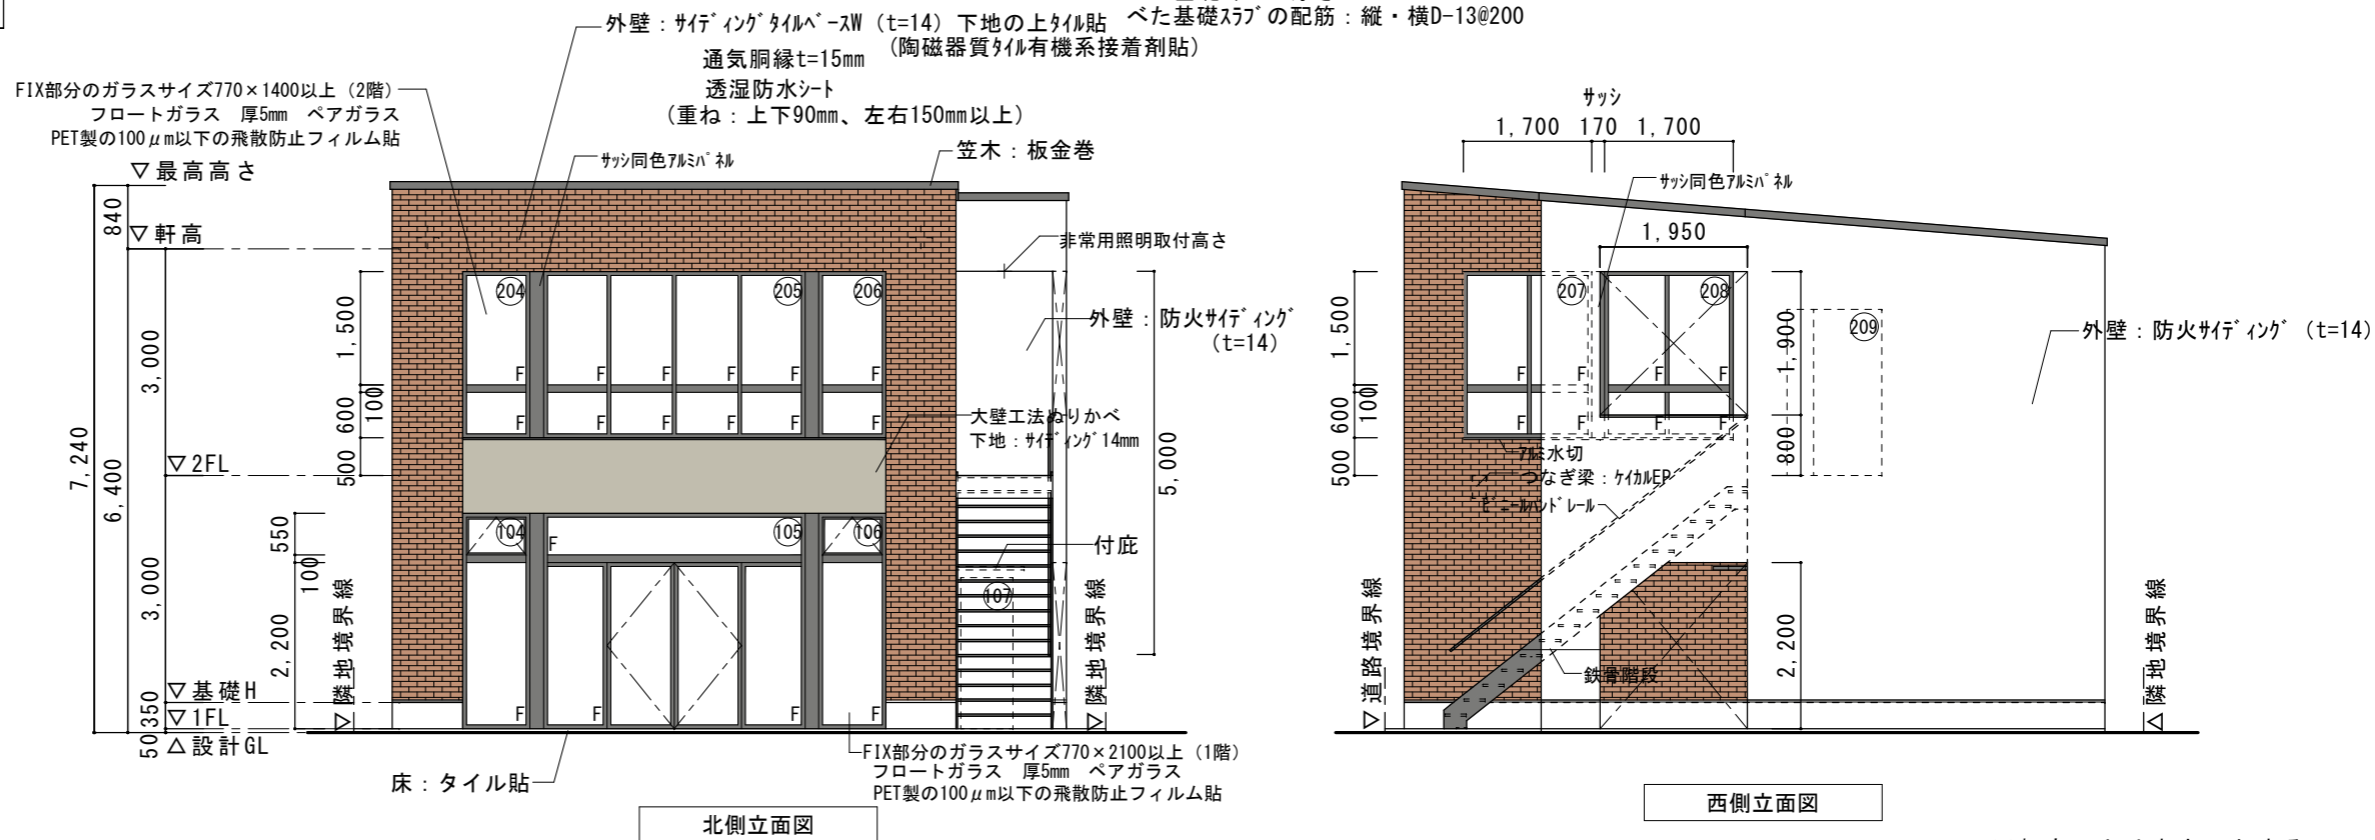 べた基礎スラブの配筋：縦・横D-13@200
外壁：サイディングタイルベースW（t=14）下地の上タイル貼
（陶磁器質タイル有機系接着剤貼）
通気胴縁t=15mm
透湿防水シート
（重ね：上下90mm、左右150mm以上）
FIX部分のガラスサイズ770×1400以上（2階）
フロートガラス　厚5mm　ペアガラス
PET製の100μm以下の飛散防止フィルム貼
サッシ同色アルミパネル
笠木：板金巻
▽最高高さ
840
▽軒高
非常用照明取付高さ
204
205
206
1,500
3,000
外壁：防火サイディング
（t=14）
F F F F F F
600
100
F F F F F F
大壁工法ぬりかべ
下地：サイディング14mm
7,240
6,400
▽2FL
500
5,000
550
100
104
F
105
106
付庇
107
3,000
2,200
▽隣地境界線
▽隣地境界線
▽基礎H
350
▽1FL
50
△設計GL
F F F F
床：タイル貼
FIX部分のガラスサイズ770×2100以上（1階）
フロートガラス　厚5mm　ペアガラス
PET製の100μm以下の飛散防止フィルム貼
北側立面図
サッシ
1,700 170 1,700
サッシ同色アルミパネル
1,950
207
208
209
1,500
1,900
外壁：防火サイディング（t=14）
F F F F
600
100
F F F F
500
800
アルミ水切
つなぎ梁：ケイカルEP
ビニールハンドレール
▽道路境界線
鉄骨階段
2,200
△隣地境界線
西側立面図